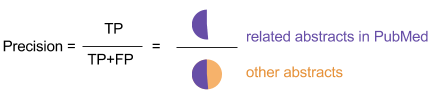 Precision = TP / TP+FP =
related abstracts in PubMed
other abstracts